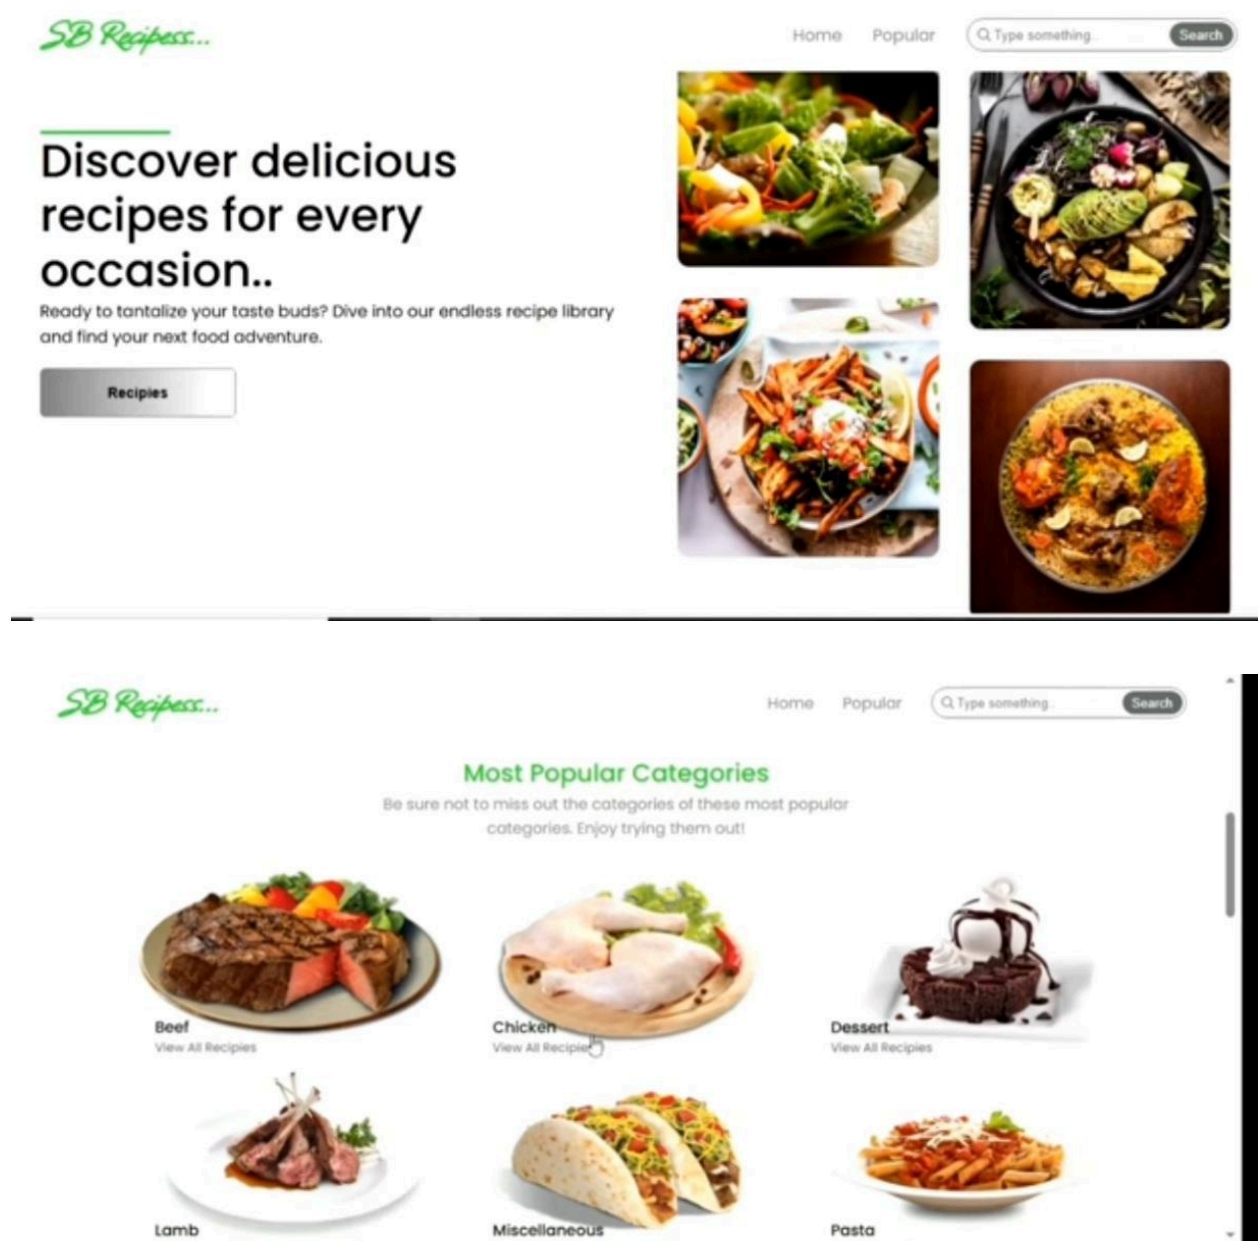 SB Recipess...
Home Popular Type something.. Search
Discover delicious
recipes for every
occasion..
Ready to tantalize your taste buds? Dive into our endless recipe library
and find your next food adventure.
Recipies
SB Recipess...
Home Popular Type something.. Search
Most Popular Categories
Be sure not to miss out the categories of these most popular
categories. Enjoy trying them out!
Beef Chicken Dessert
View All Recipies View All Recipies View All Recipies
Lamb Miscellaneous Pasta